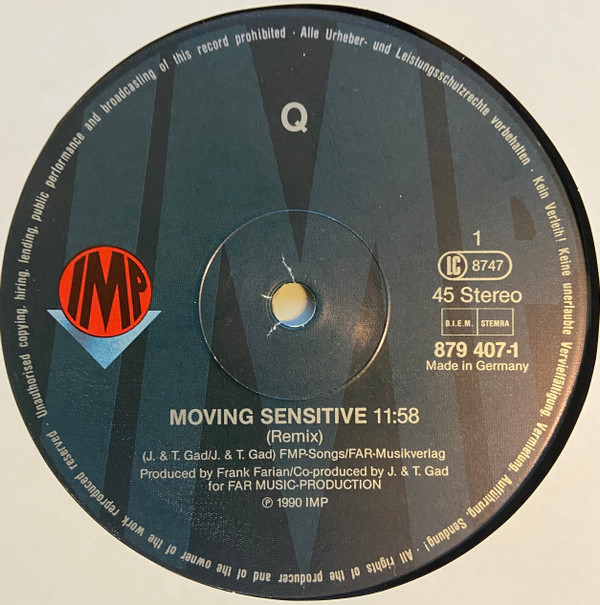 Q
IMP
1
LC 8747
45 Stereo
B.I.E.M. STEMRA
879 407-1
Made in Germany
MOVING SENSITIVE 11:58
(Remix)
(J. & T. Gad/J. & T. Gad) FMP-Songs/FAR-Musikverlag
Produced by Frank Farian/Co-produced by J. & T. Gad
for FAR MUSIC-PRODUCTION
℗ 1990 IMP
Alle Urheber- und Leistungsschutzrechte vorbehalten · Kein Verleih! Keine unerlaubte Vervielfältigung, Vermietung, Aufführung, Sendung! · All rights of the producer and of the owner of the work reproduced reserved · Unauthorised copying, hiring, lending, public performance and broadcasting of this record prohibited ·